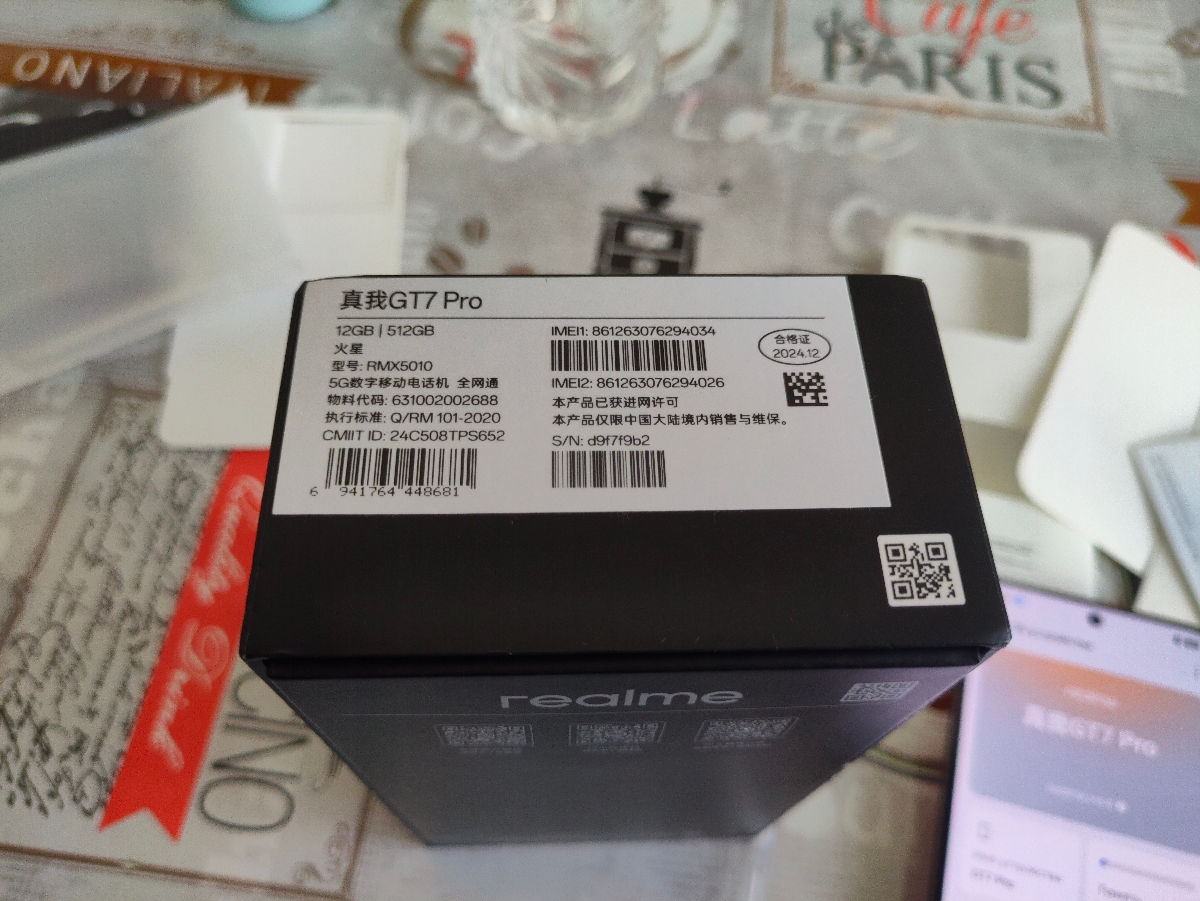 Café
de
PARIS
ITALIANO
Latte
真我GT7 Pro
12GB | 512GB
火星
型号: RMX5010
5G数字移动电话机 全网通
物料代码: 631002002688
执行标准: Q/RM 101-2020
CMIIT ID: 24C508TPS652
6 941764 448681
IMEI1: 861263076294034
IMEI2: 861263076294026
本产品已获进网许可
本产品仅限中国大陆境内销售与维保。
S/N: d9f7f9b2
合格证
2024.12
realme
Drink
CINO
真我GT7 Pro